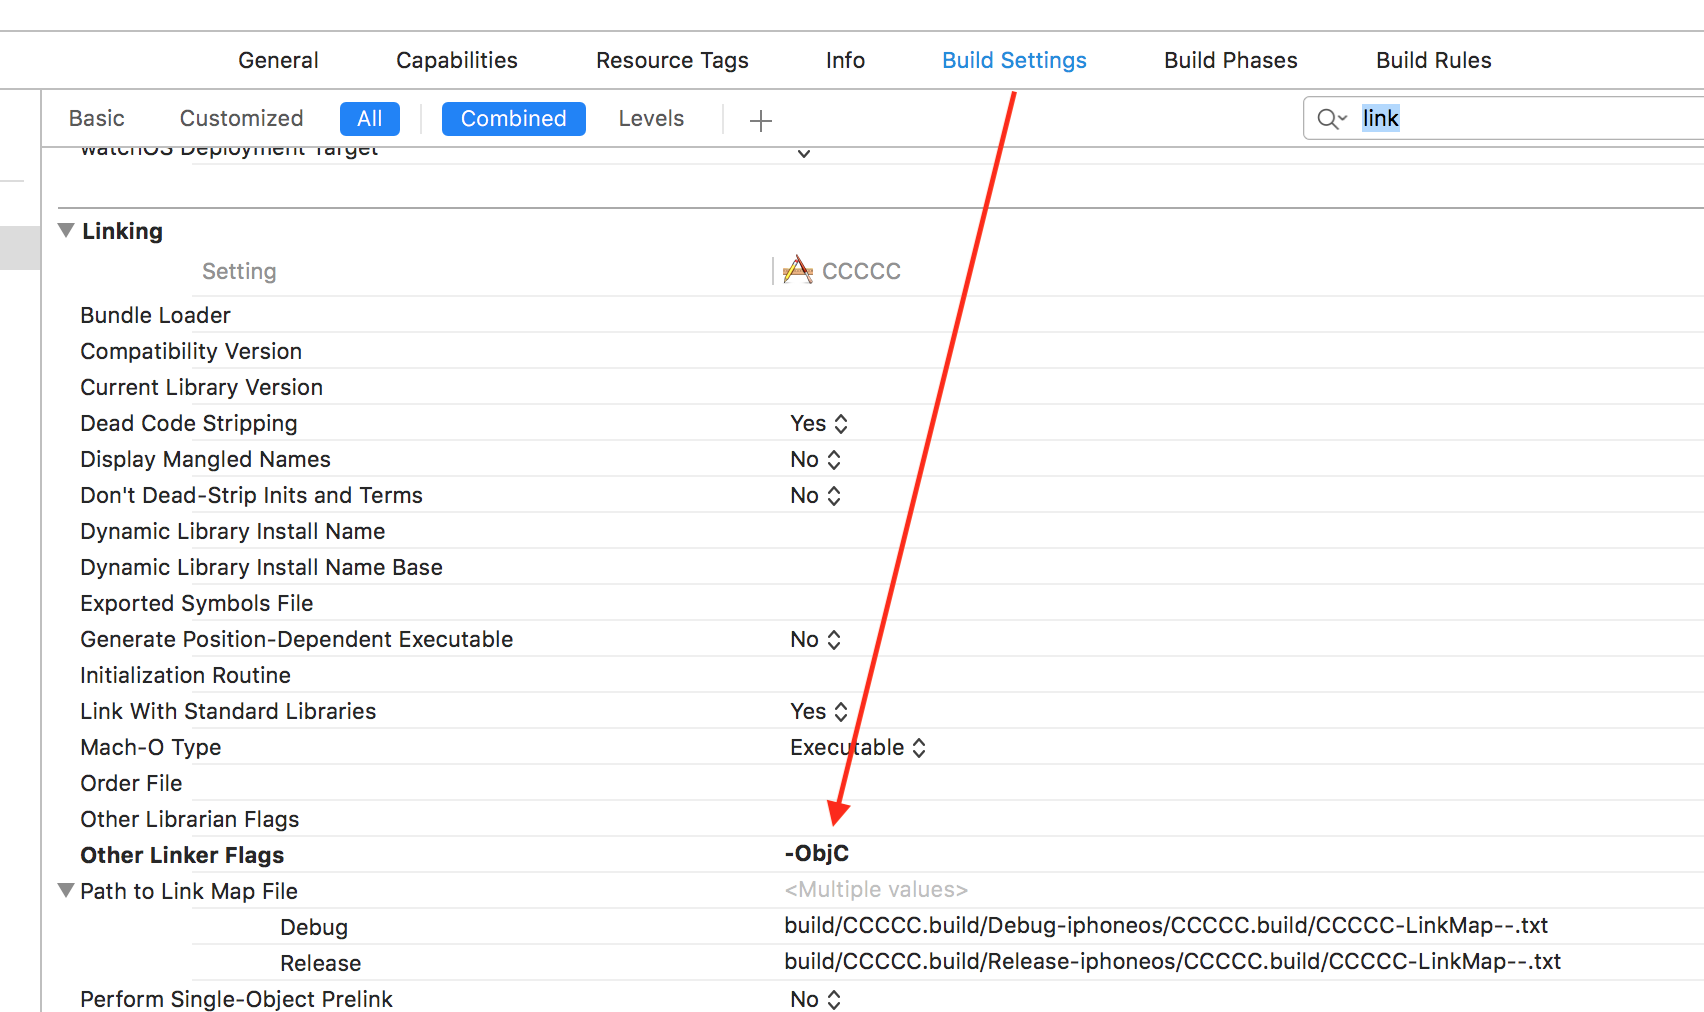 General Capabilities Resource Tags Info Build Settings Build Phases Build Rules
Basic Customized All Combined Levels + link
watchOS Deployment Target
Linking
Setting CCCCC
Bundle Loader
Compatibility Version
Current Library Version
Dead Code Stripping Yes
Display Mangled Names No
Don't Dead-Strip Inits and Terms No
Dynamic Library Install Name
Dynamic Library Install Name Base
Exported Symbols File
Generate Position-Dependent Executable No
Initialization Routine
Link With Standard Libraries Yes
Mach-O Type Executable
Order File
Other Librarian Flags
Other Linker Flags -ObjC
Path to Link Map File <Multiple values>
Debug build/CCCCC.build/Debug-iphoneos/CCCCC.build/CCCCC-LinkMap--.txt
Release build/CCCCC.build/Release-iphoneos/CCCCC.build/CCCCC-LinkMap--.txt
Perform Single-Object Prelink No